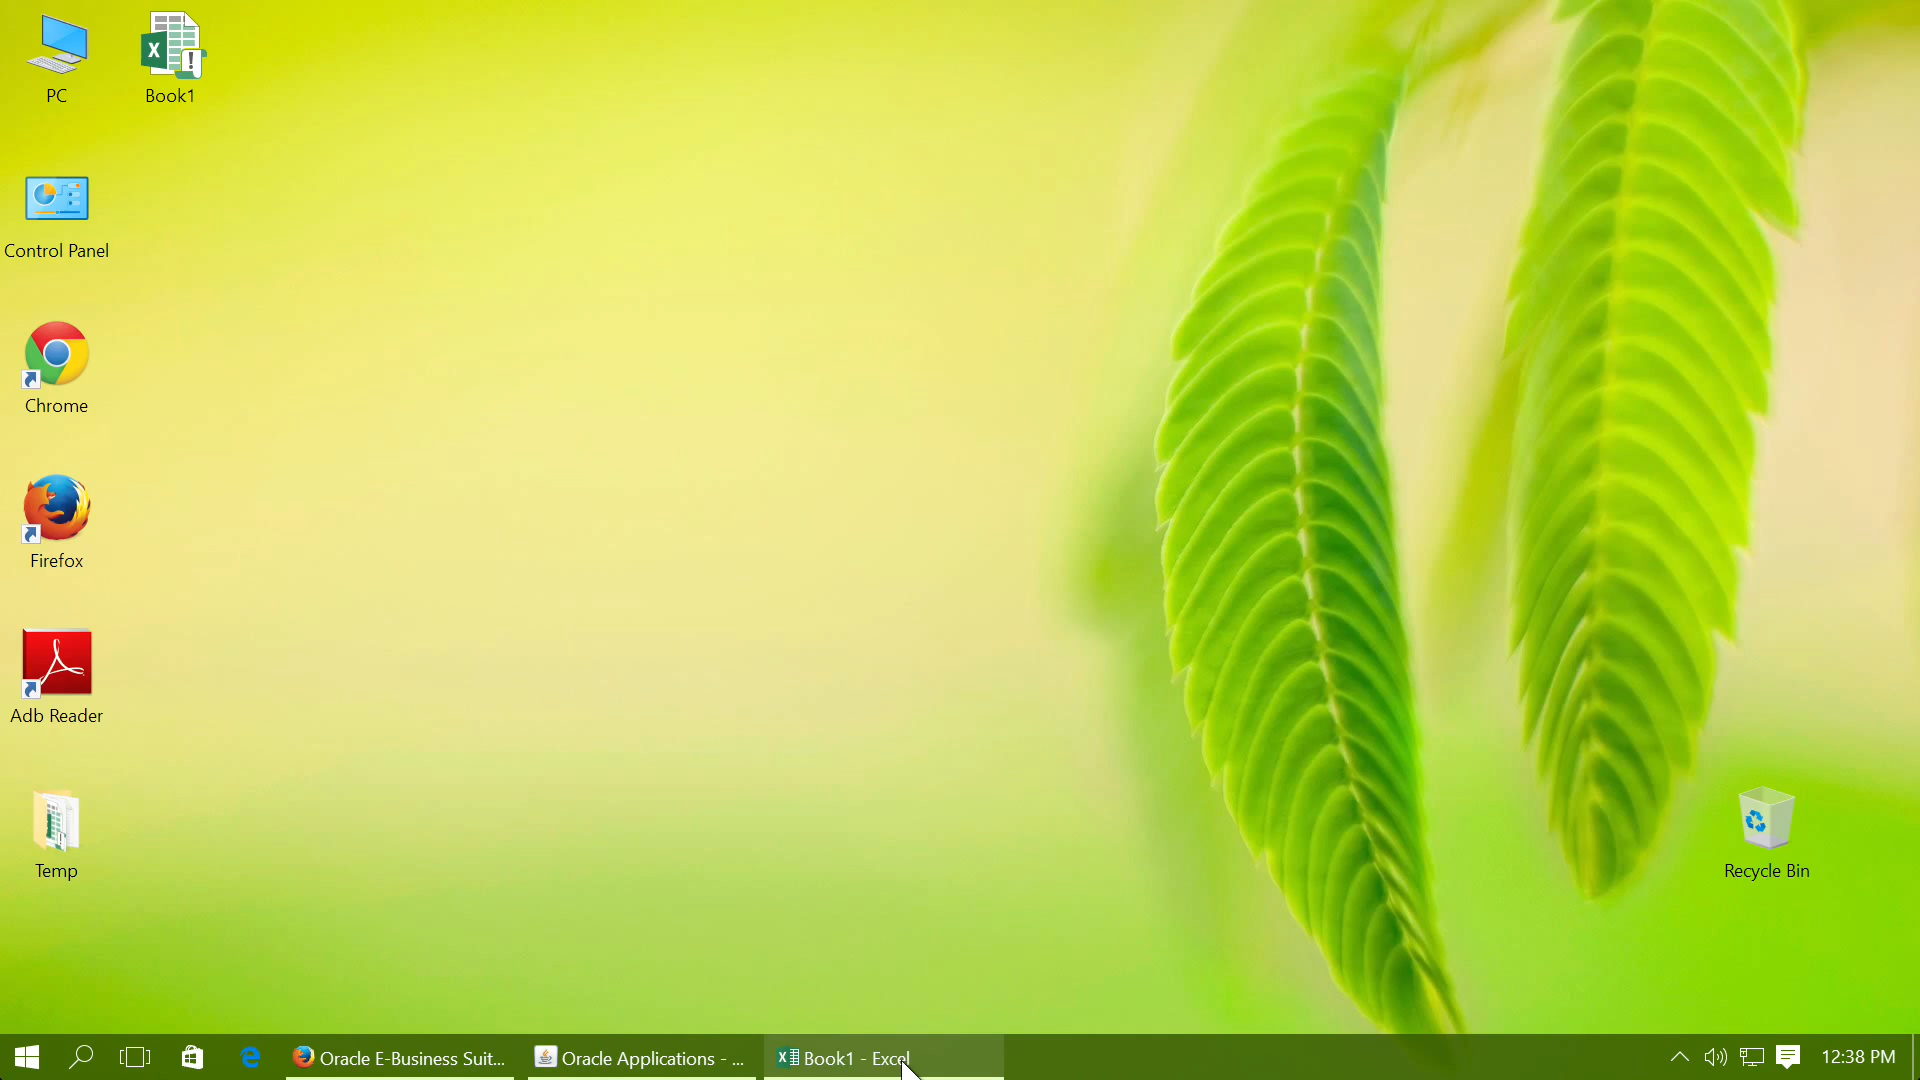 PC
Book1
Control Panel
Chrome
Firefox
Adb Reader
Temp
Recycle Bin
Oracle E-Business Suit...
Oracle Applications - ...
Book1 - Excel
12:38 PM